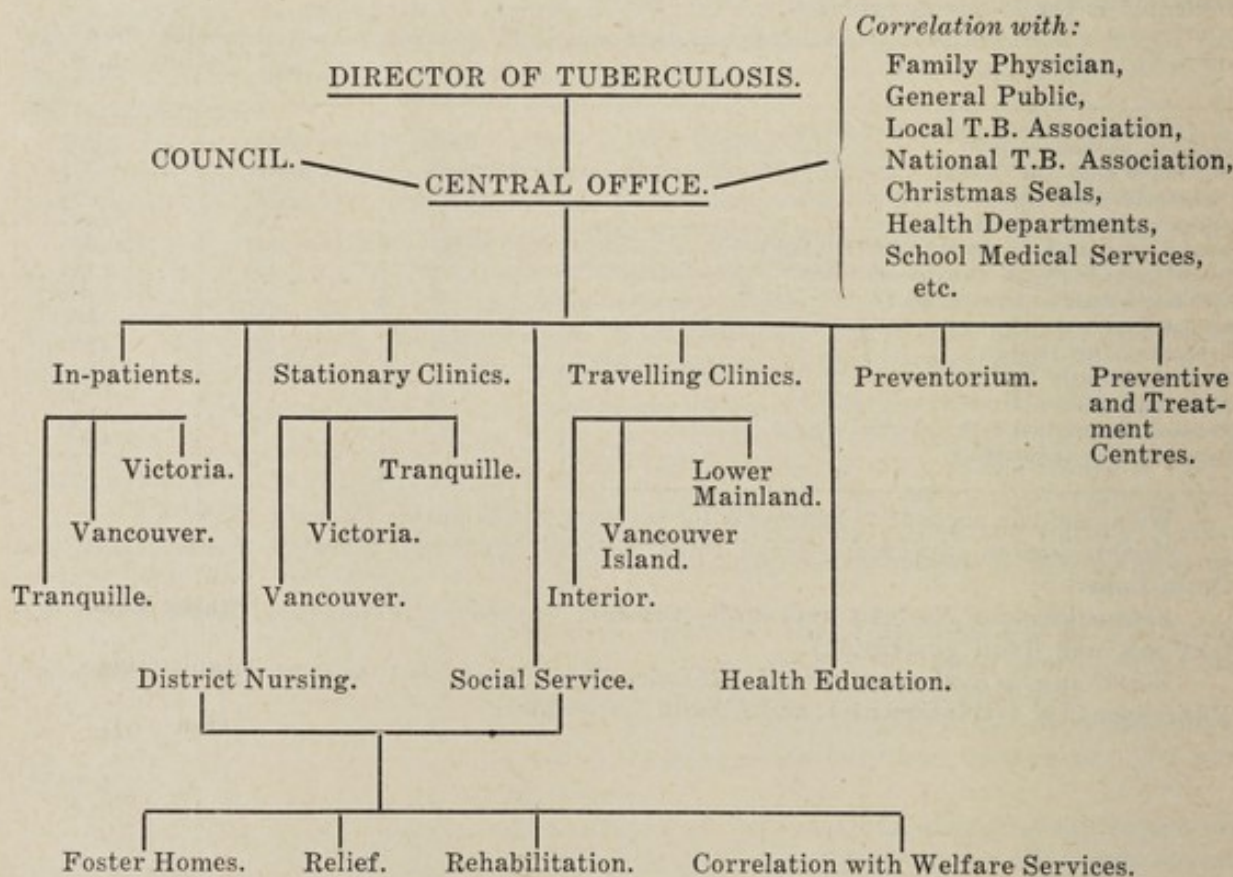 Correlation with:
Family Physician,
DIRECTOR OF TUBERCULOSIS.
General Public,
Local T.B. Association,
COUNCIL.
National T.B. Association,
CENTRAL OFFICE.
Christmas Seals,
Health Departments,
School Medical Services,
etc.
In-patients. Stationary Clinics. Travelling Clinics. Preventorium. Preventive
and Treat-
ment
Centres.
Victoria. Tranquille. Lower
Mainland.
Vancouver. Victoria. Vancouver
Island.
Tranquille. Vancouver. Interior.
District Nursing. Social Service. Health Education.
Foster Homes. Relief. Rehabilitation. Correlation with Welfare Services.